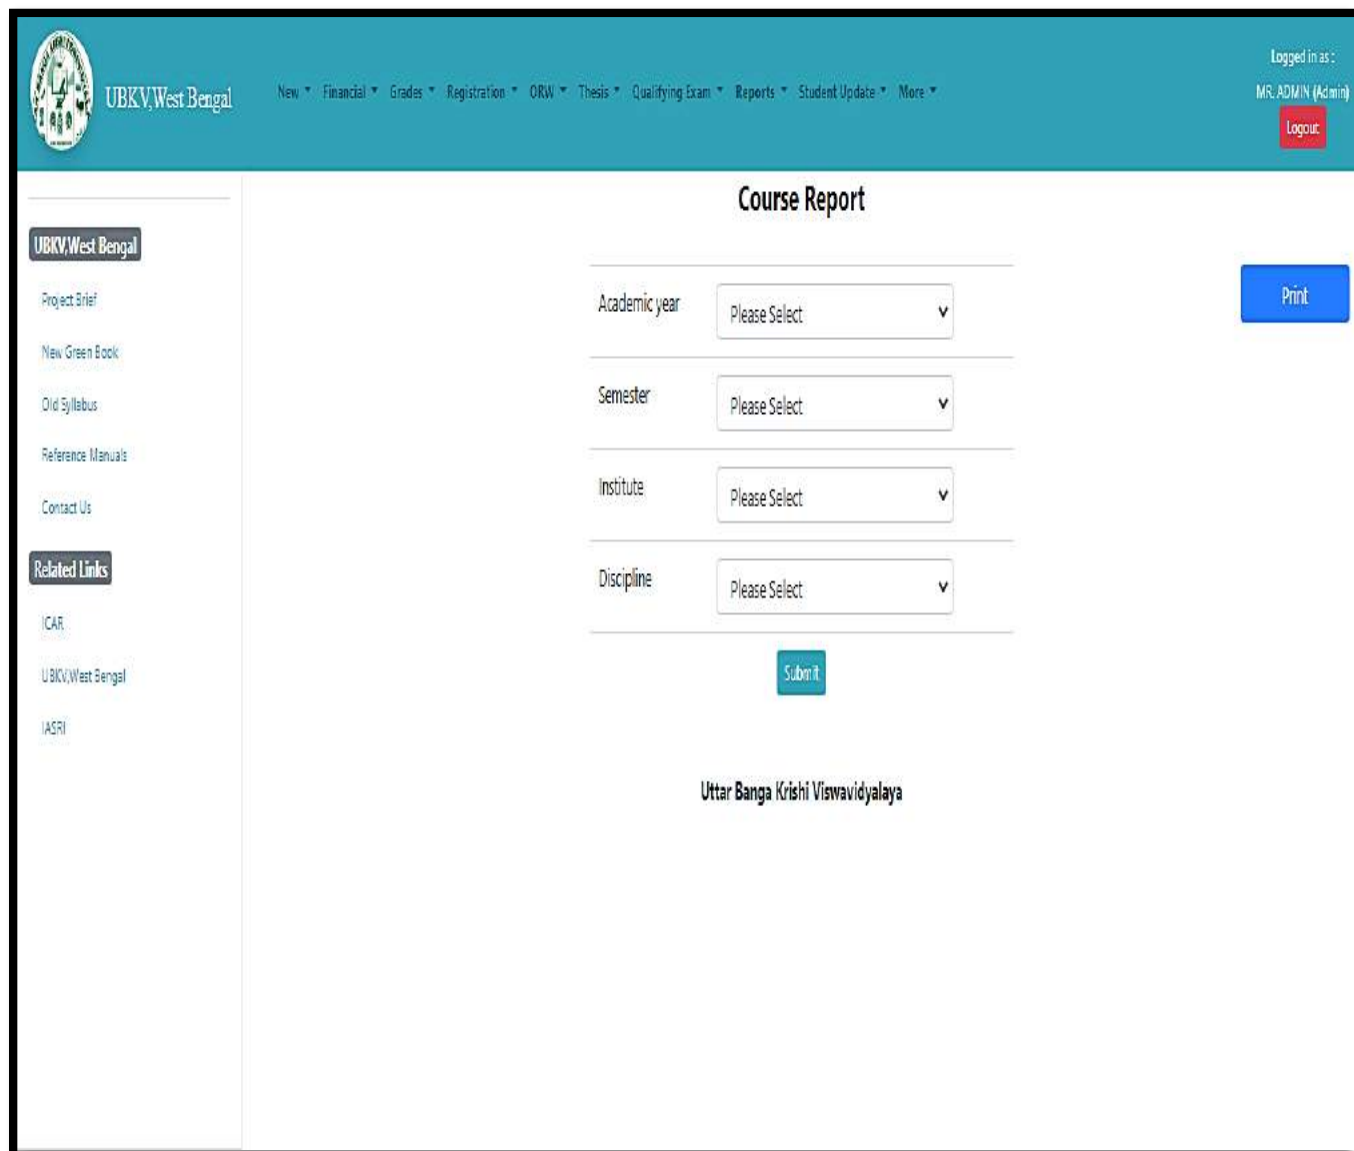 UBKV,West Bengal
New Financial Grades Registration ORW Thesis Qualifying Exam Reports Student Update More
Logged in as :
MR. ADMIN (Admin)
Logout
UBKV,West Bengal
Project Brief
New Green Book
Old Syllabus
Reference Manuals
Contact Us
Related Links
ICAR
UBKV,West Bengal
IASRI
Course Report
Print
Academic year Please Select
Semester Please Select
Institute Please Select
Discipline Please Select
Submit
Uttar Banga Krishi Viswavidyalaya